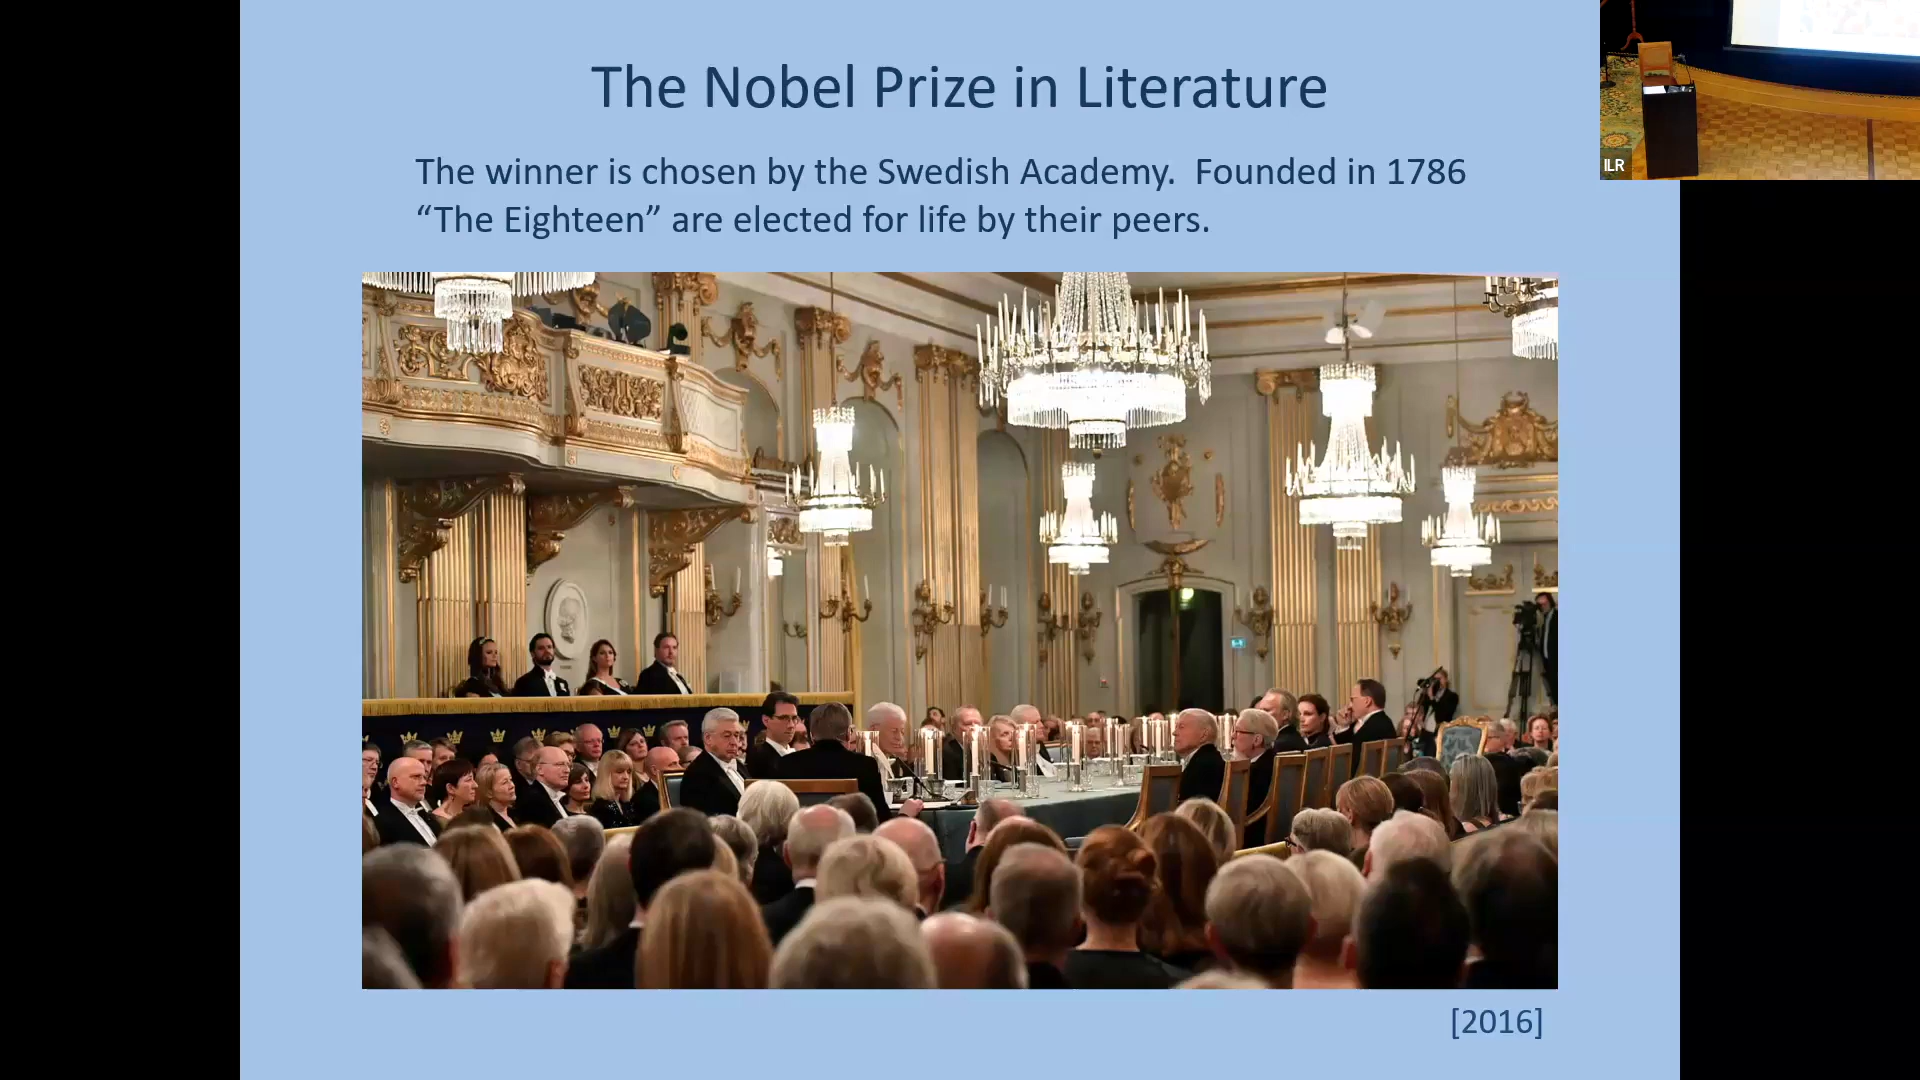 The Nobel Prize in Literature
The winner is chosen by the Swedish Academy.  Founded in 1786
“The Eighteen” are elected for life by their peers.
[2016]
ILR